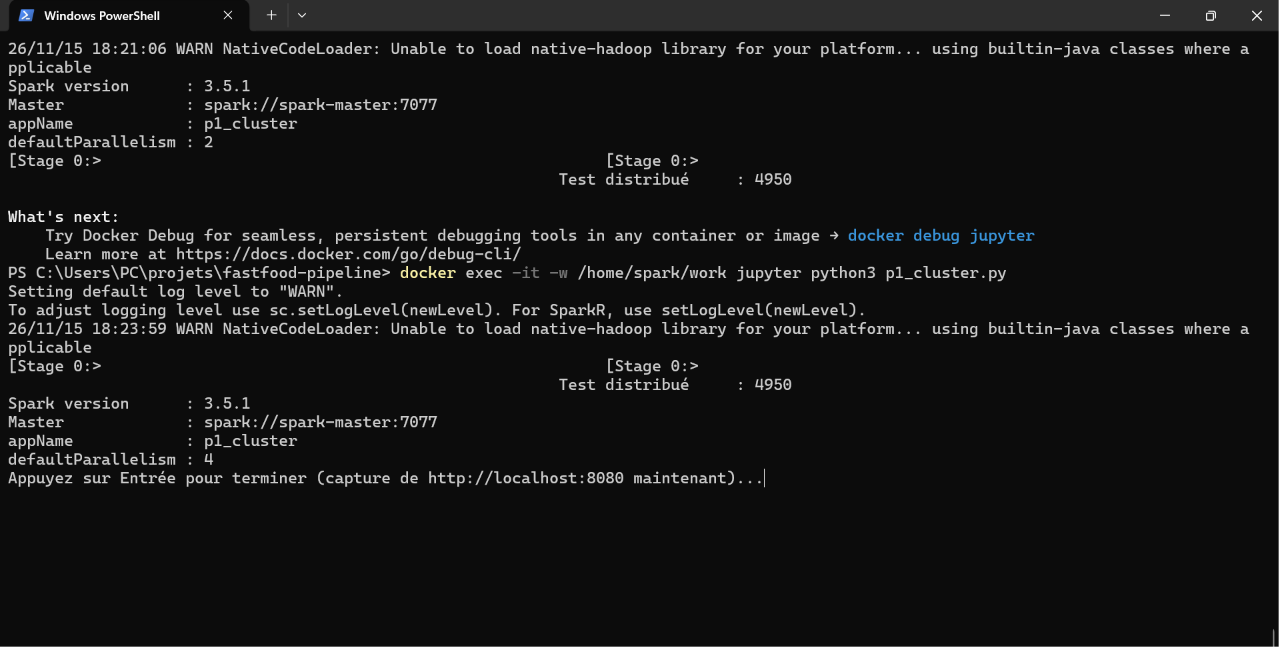 Windows PowerShell
26/11/15 18:21:06 WARN NativeCodeLoader: Unable to load native-hadoop library for your platform... using builtin-java classes where a
pplicable
Spark version      : 3.5.1
Master             : spark://spark-master:7077
appName            : p1_cluster
defaultParallelism : 2
[Stage 0:>                                                      [Stage 0:>
                                                           Test distribué     : 4950
What's next:
    Try Docker Debug for seamless, persistent debugging tools in any container or image → docker debug jupyter
    Learn more at https://docs.docker.com/go/debug-cli/
PS C:\Users\PC\projets\fastfood-pipeline> docker exec -it -w /home/spark/work jupyter python3 p1_cluster.py
Setting default log level to "WARN".
To adjust logging level use sc.setLogLevel(newLevel). For SparkR, use setLogLevel(newLevel).
26/11/15 18:23:59 WARN NativeCodeLoader: Unable to load native-hadoop library for your platform... using builtin-java classes where a
pplicable
[Stage 0:>                                                      [Stage 0:>
                                                           Test distribué     : 4950
Spark version      : 3.5.1
Master             : spark://spark-master:7077
appName            : p1_cluster
defaultParallelism : 4
Appuyez sur Entrée pour terminer (capture de http://localhost:8080 maintenant)...